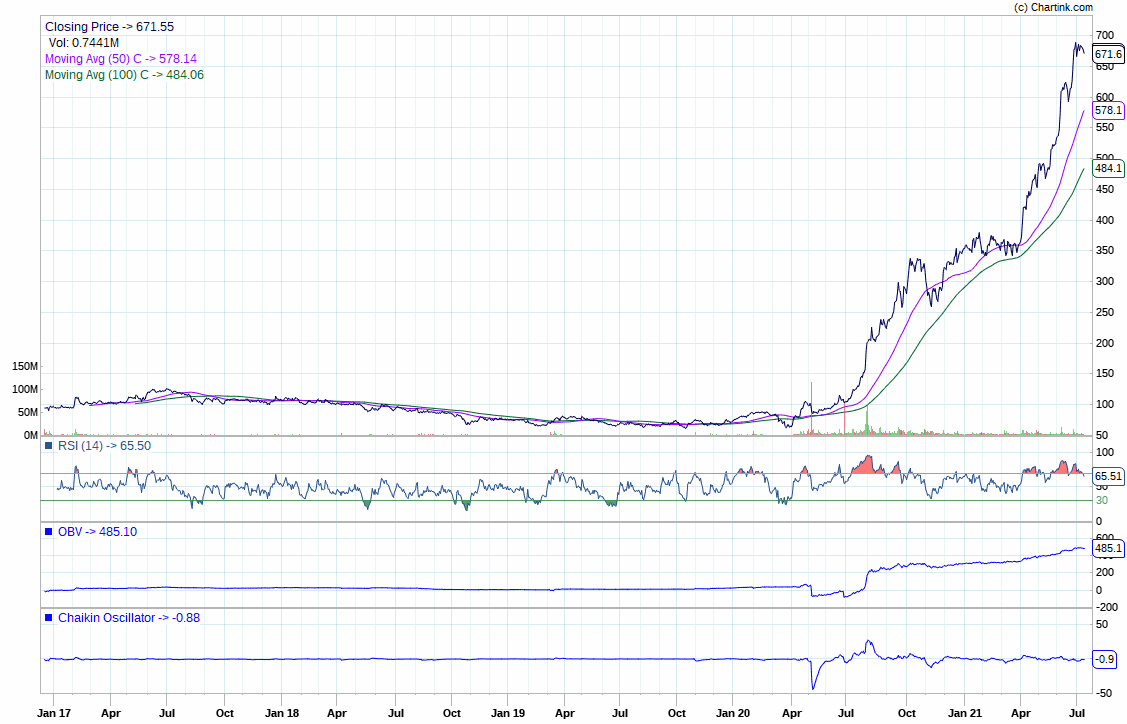 (c) Chartink.com
Closing Price -> 671.55
Vol: 0.7441M
Moving Avg (50) C -> 578.14
Moving Avg (100) C -> 484.06
700
671.6
650
600
578.1
550
500
484.1
450
400
350
300
250
200
150
100
50
150M
100M
50M
0M
RSI (14) -> 65.50
100
65.51
50
30
0
OBV -> 485.10
600
485.1
200
0
-200
Chaikin Oscillator -> -0.88
50
-0.9
-50
Jan 17 Apr Jul Oct Jan 18 Apr Jul Oct Jan 19 Apr Jul Oct Jan 20 Apr Jul Oct Jan 21 Apr Jul